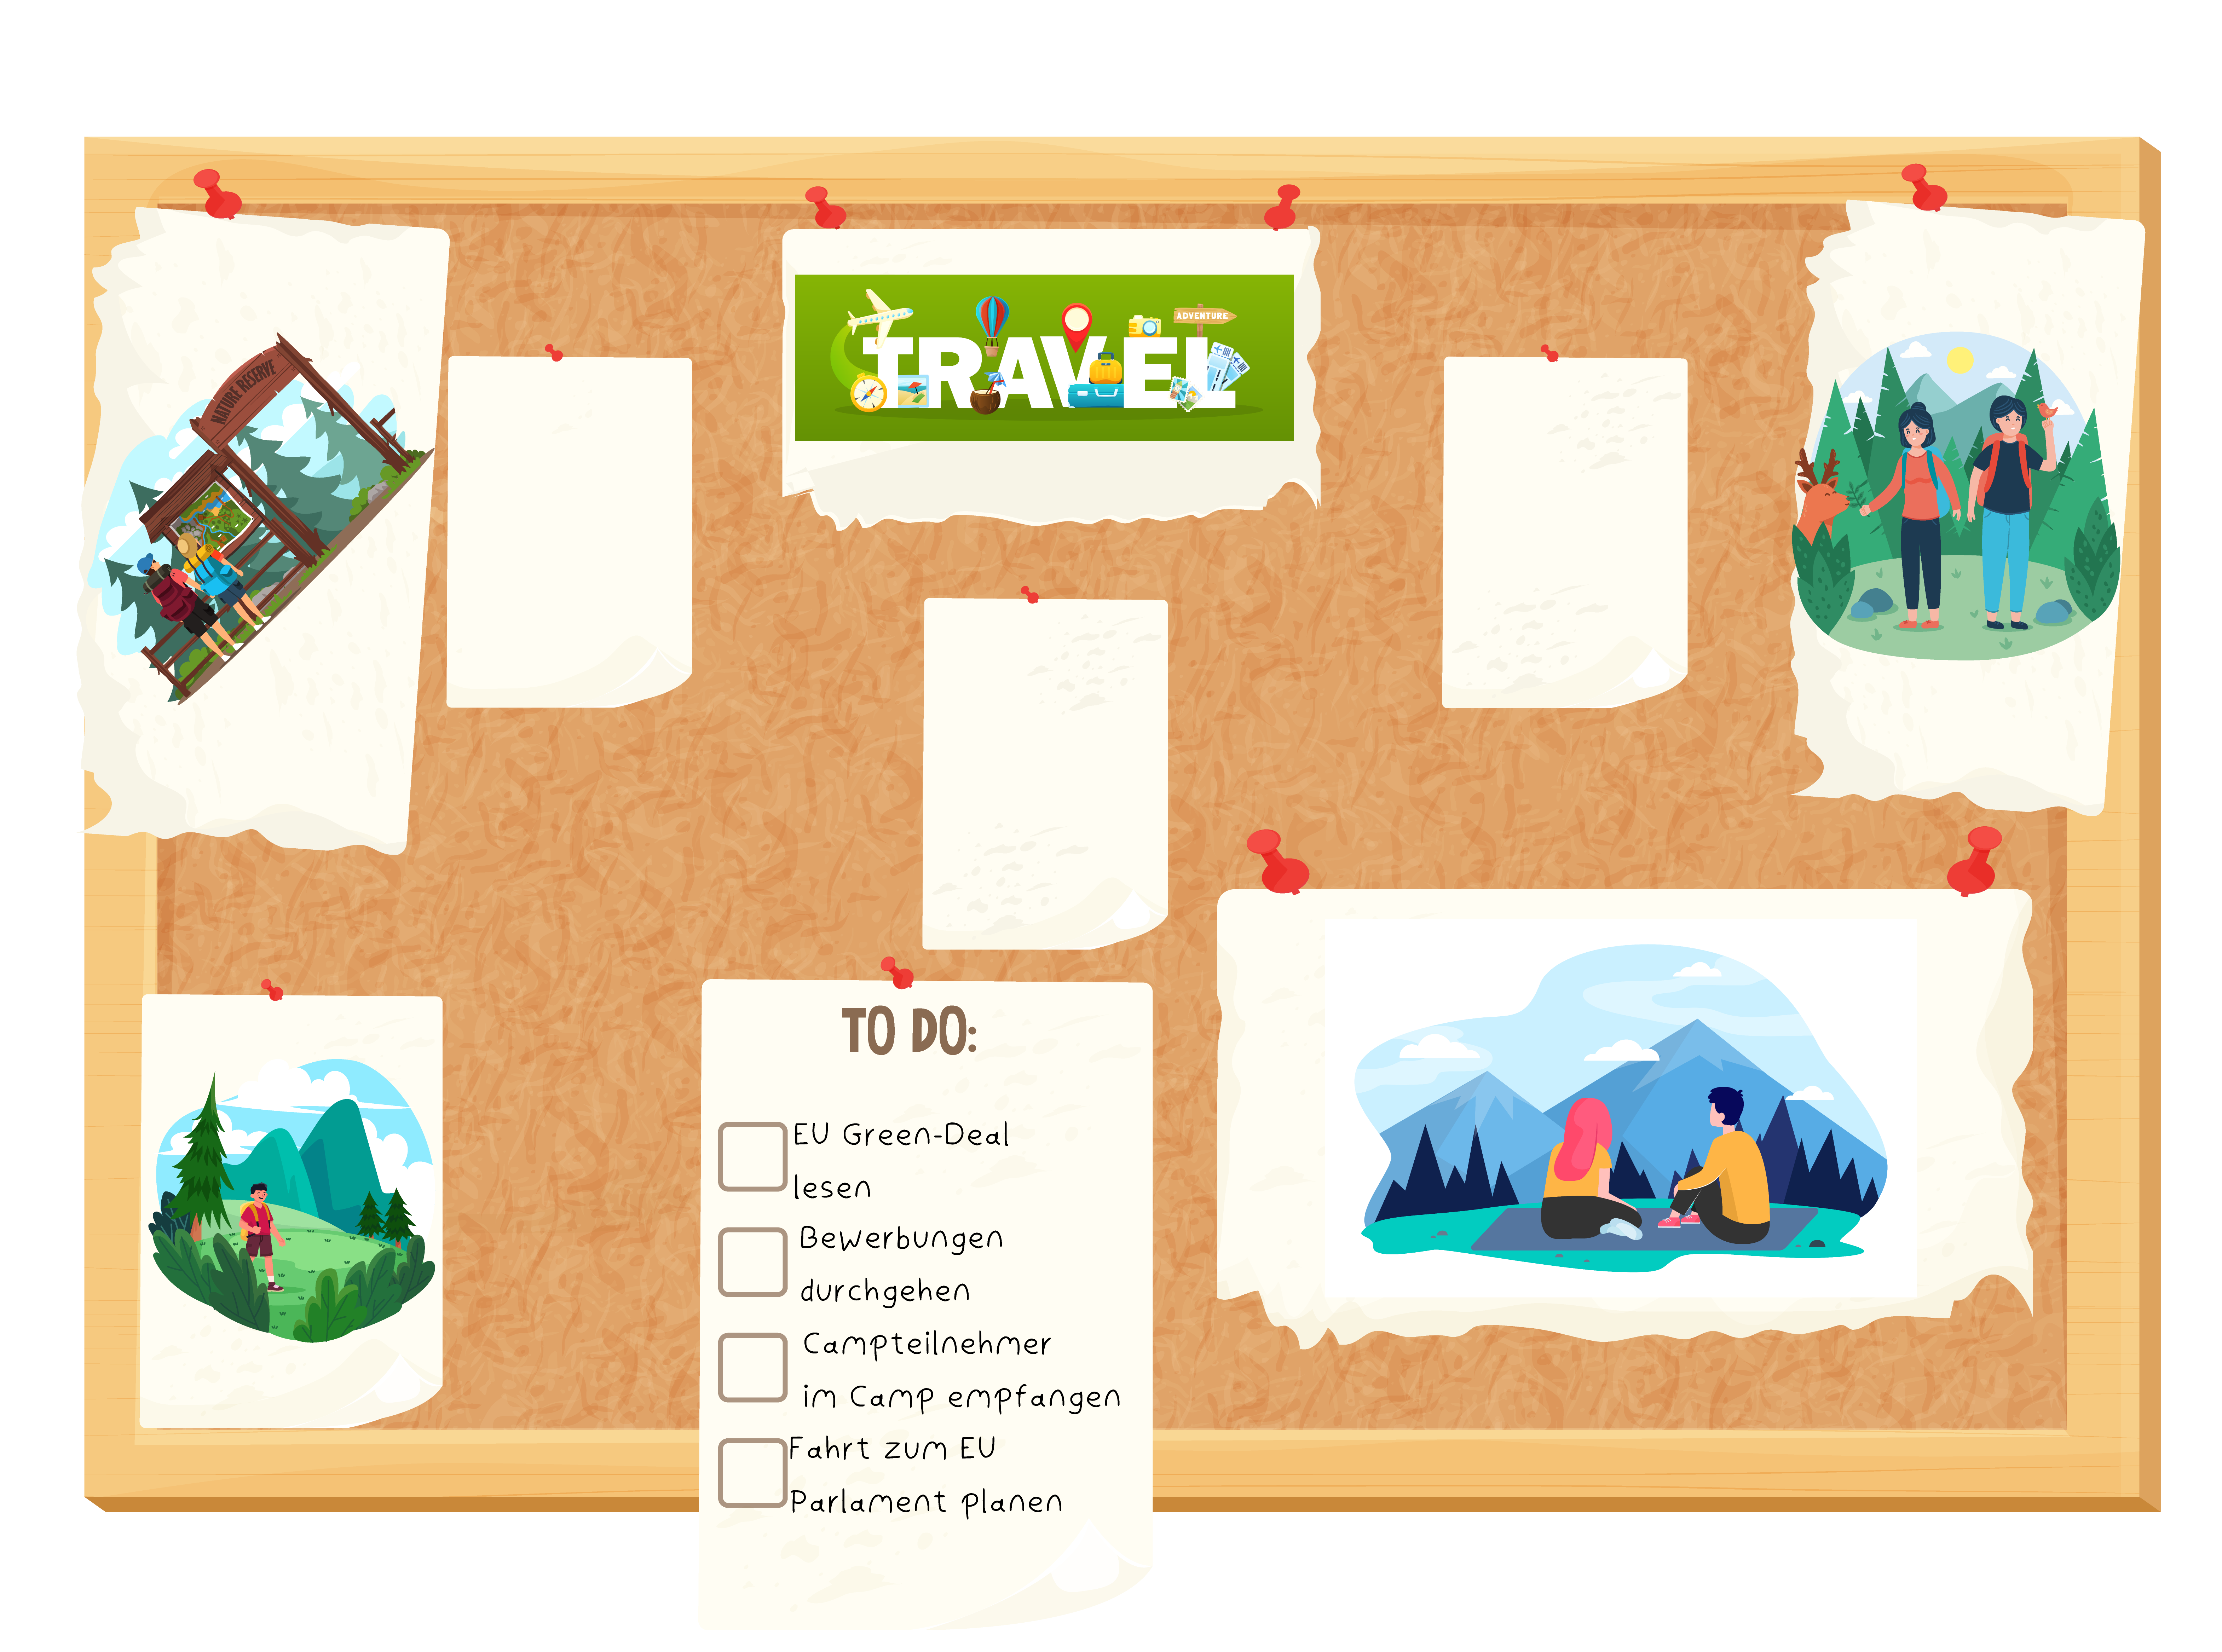 NATURE RESERVE
ADVENTURE
TRAVEL
TO DO:
EU Green-Deal
lesen
Bewerbungen
durchgehen
Campteilnehmer
im Camp empfangen
Fahrt zum EU
Parlament planen